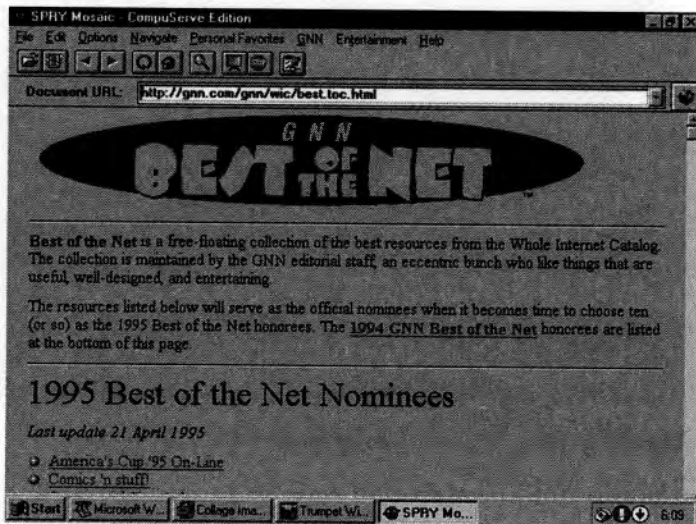 SPRY Mosaic - CompuServe Edition
File Edit Options Navigate Personal Favorites GNN Entertainment Help
Document URL: http://gnn.com/gnn/wic/best.toc.html
GNN
BEST OF THE NET
TM
Best of the Net is a free-floating collection of the best resources from the Whole Internet Catalog.
The collection is maintained by the GNN editorial staff, an eccentric bunch who like things that are
useful, well-designed, and entertaining.
The resources listed below will serve as the official nominees when it becomes time to choose ten
(or so) as the 1995 Best of the Net honorees. The 1994 GNN Best of the Net honorees are listed
at the bottom of this page.
1995 Best of the Net Nominees
Last update 21 April 1995
America's Cup '95 On-Line
Comics 'n stuff!
Start Microsoft W... Collage Ima... Trumpet Wi... SPRY Mo... 6:09